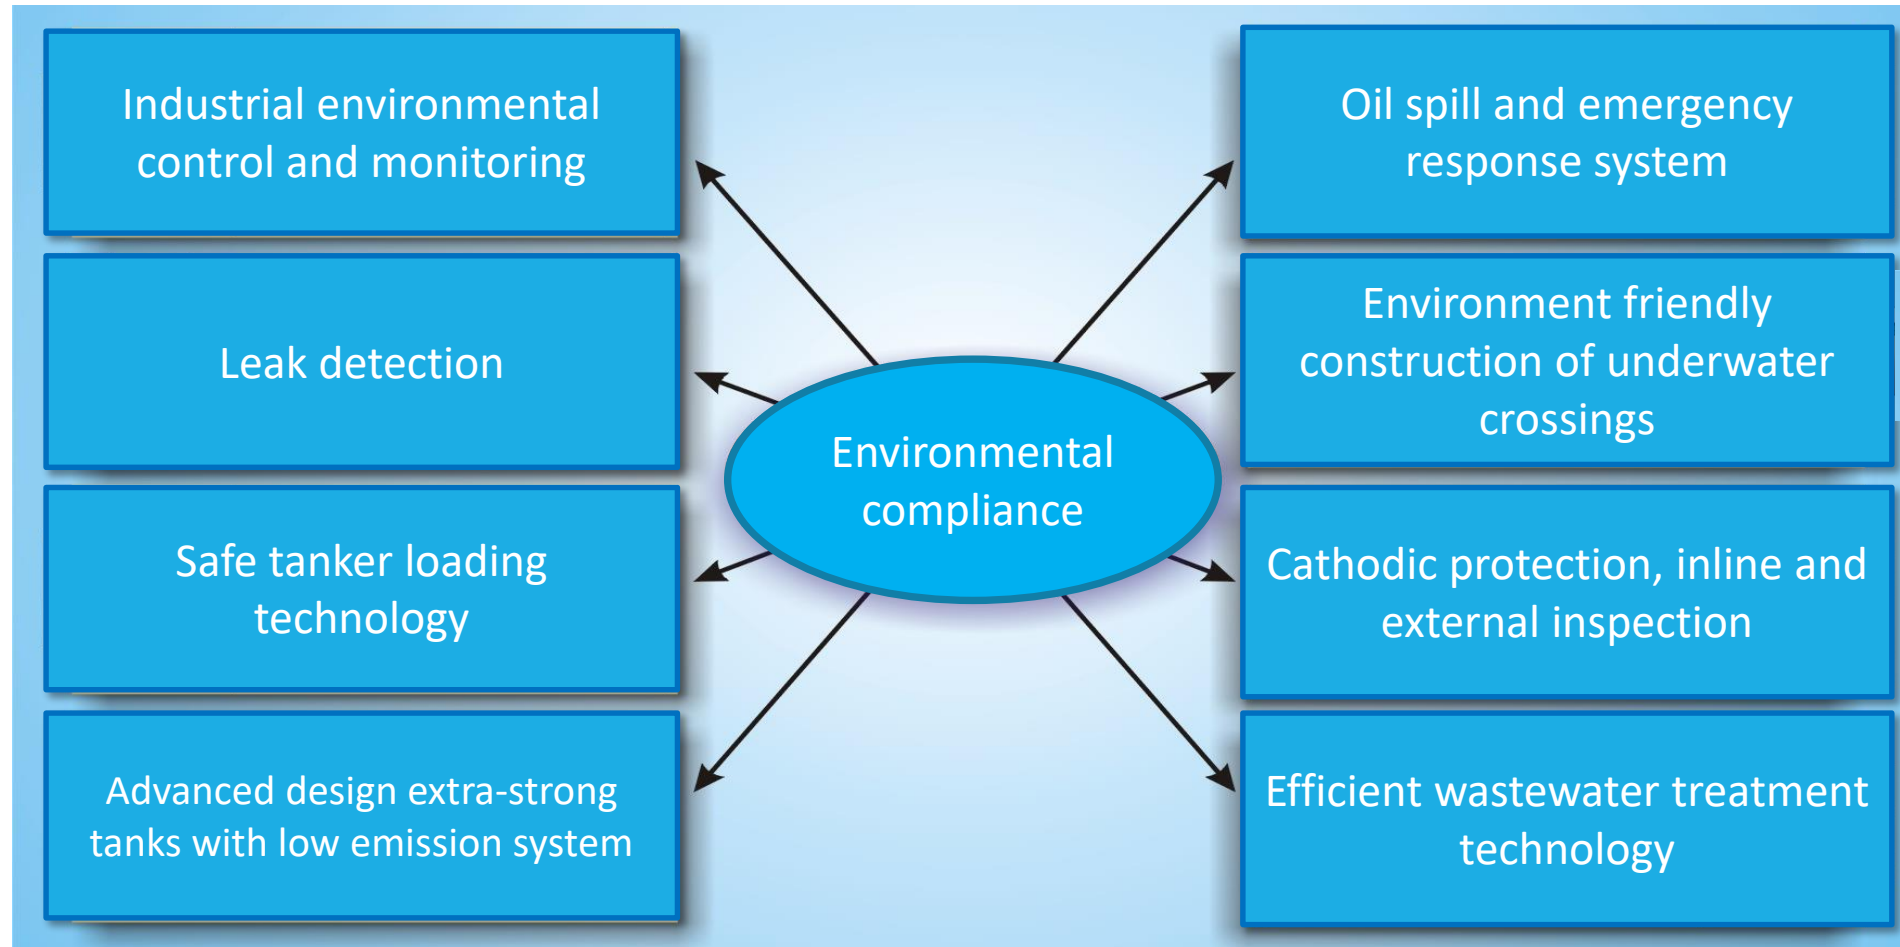 Industrial environmental
control and monitoring
Leak detection
Safe tanker loading
technology
Advanced design extra-strong
tanks with low emission system
Environmental
compliance
Oil spill and emergency
response system
Environment friendly
construction of underwater
crossings
Cathodic protection, inline and
external inspection
Efficient wastewater treatment
technology